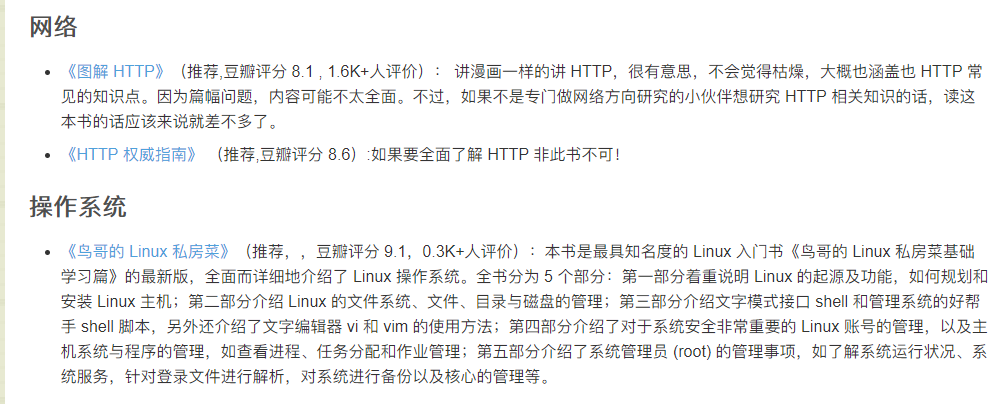 网络
《图解 HTTP》（推荐,豆瓣评分 8.1 , 1.6K+人评价）： 讲漫画一样的讲 HTTP，很有意思，不会觉得枯燥，大概也涵盖也 HTTP 常
见的知识点。因为篇幅问题，内容可能不太全面。不过，如果不是专门做网络方向研究的小伙伴想研究 HTTP 相关知识的话，读这
本书的话应该来说就差不多了。
《HTTP 权威指南》 （推荐,豆瓣评分 8.6）:如果要全面了解 HTTP 非此书不可！
操作系统
《鸟哥的 Linux 私房菜》（推荐，，豆瓣评分 9.1，0.3K+人评价）：本书是最具知名度的 Linux 入门书《鸟哥的 Linux 私房菜基础
学习篇》的最新版，全面而详细地介绍了 Linux 操作系统。全书分为 5 个部分：第一部分着重说明 Linux 的起源及功能，如何规划和
安装 Linux 主机；第二部分介绍 Linux 的文件系统、文件、目录与磁盘的管理；第三部分介绍文字模式接口 shell 和管理系统的好帮
手 shell 脚本，另外还介绍了文字编辑器 vi 和 vim 的使用方法；第四部分介绍了对于系统安全非常重要的 Linux 账号的管理，以及主
机系统与程序的管理，如查看进程、任务分配和作业管理；第五部分介绍了系统管理员 (root) 的管理事项，如了解系统运行状况、系
统服务，针对登录文件进行解析，对系统进行备份以及核心的管理等。